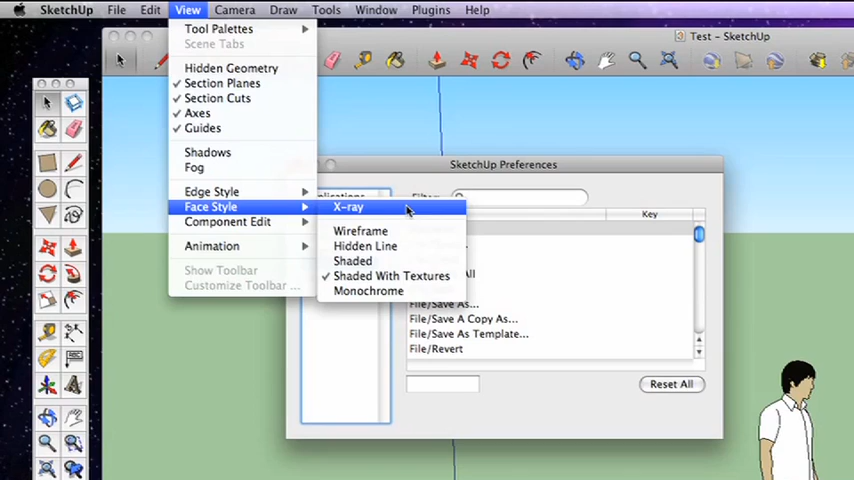 SketchUp File Edit View Camera Draw Tools Window Plugins Help
Test - SketchUp
Tool Palettes
Scene Tabs
Hidden Geometry
Section Planes
Section Cuts
Axes
Guides
Shadows
Fog
Edge Style
Face Style
Component Edit
Animation
Show Toolbar
Customize Toolbar ...
X-ray
Wireframe
Hidden Line
Shaded
Shaded With Textures
Monochrome
SketchUp Preferences
Filter:
Key
File/Save As...
File/Save A Copy As...
File/Save As Template...
File/Revert
Reset All